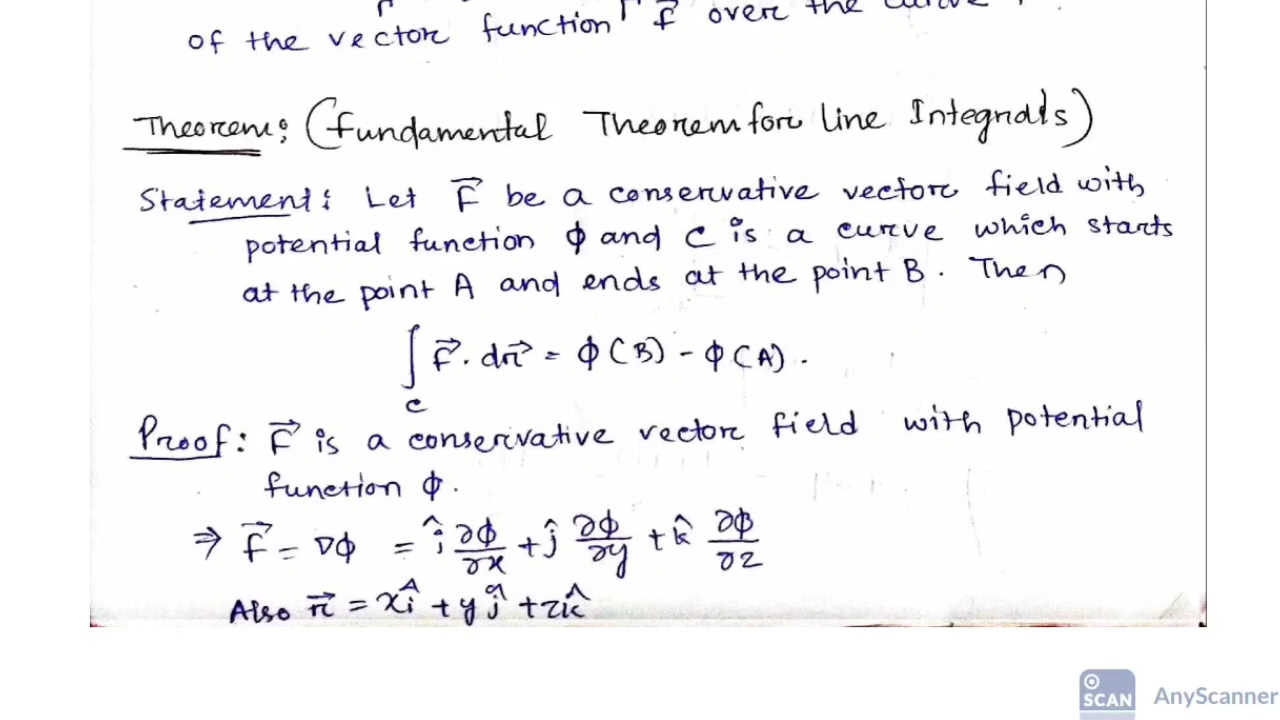 of the vector function F⃗ over the curve
Theorem: (Fundamental Theorem for line Integrals)
Statement: Let F⃗ be a conservative vector field with
potential function ϕ and C is a curve which starts
at the point A and ends at the point B. Then
∫_C F⃗. dr⃗ = ϕ(B) - ϕ(A).
Proof: F⃗ is a conservative vector field with potential
function ϕ.
⇒ F⃗ = ∇ϕ = î ∂ϕ/∂x + ĵ ∂ϕ/∂y + k̂ ∂ϕ/∂z
Also r⃗ = xî + yĵ + zk̂
SCAN AnyScanner